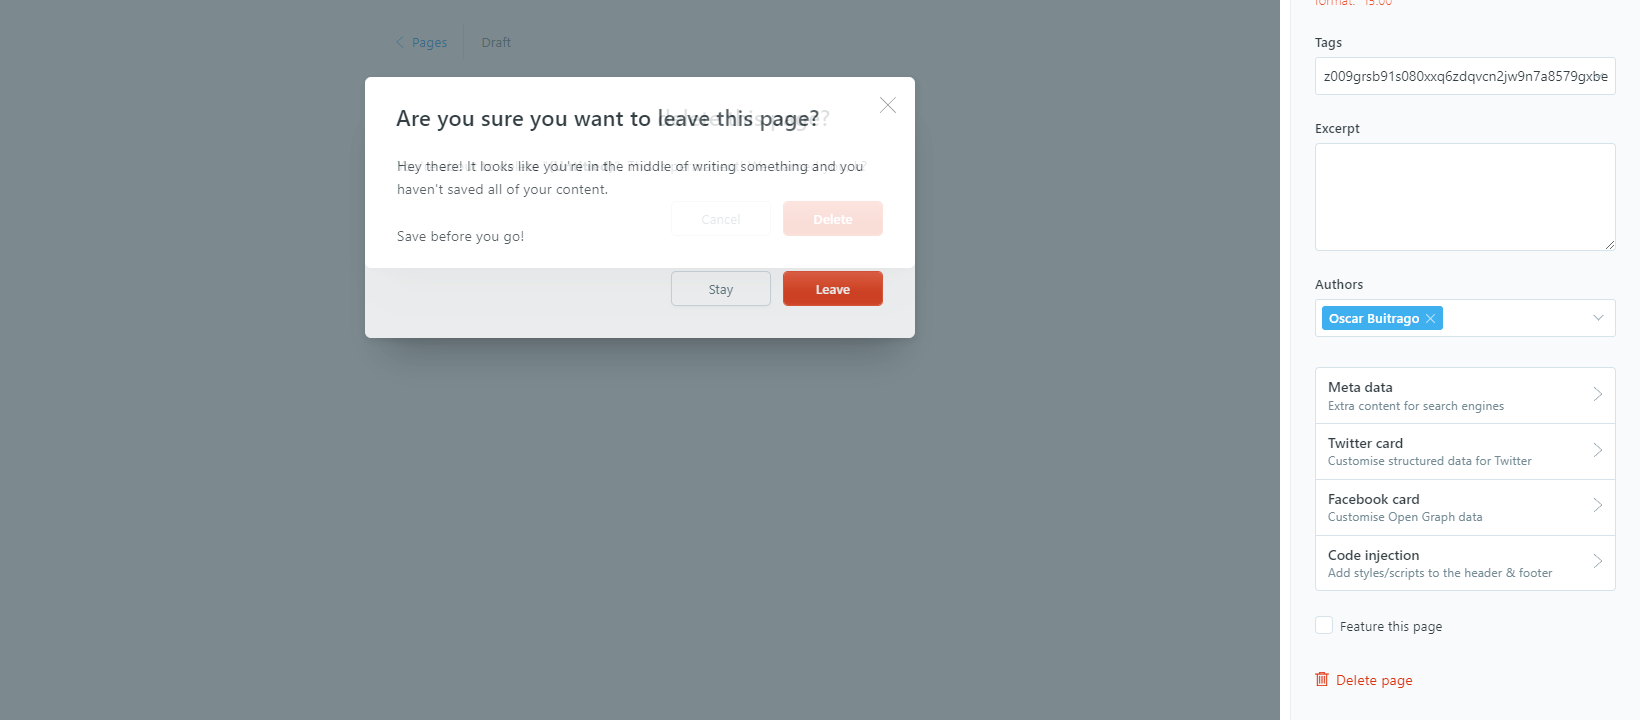 format: "15:00"
Pages
Draft
Tags
z009grsb91s080xxq6zdqvcn2jw9n7a8579gxbe
Are you sure you want to leave this page?
Hey there! It looks like you're in the middle of writing something and you
haven't saved all of your content.
Cancel
Delete
Save before you go!
Stay
Leave
Excerpt
Authors
Oscar Buitrago
Meta data
Extra content for search engines
Twitter card
Customise structured data for Twitter
Facebook card
Customise Open Graph data
Code injection
Add styles/scripts to the header & footer
Feature this page
Delete page